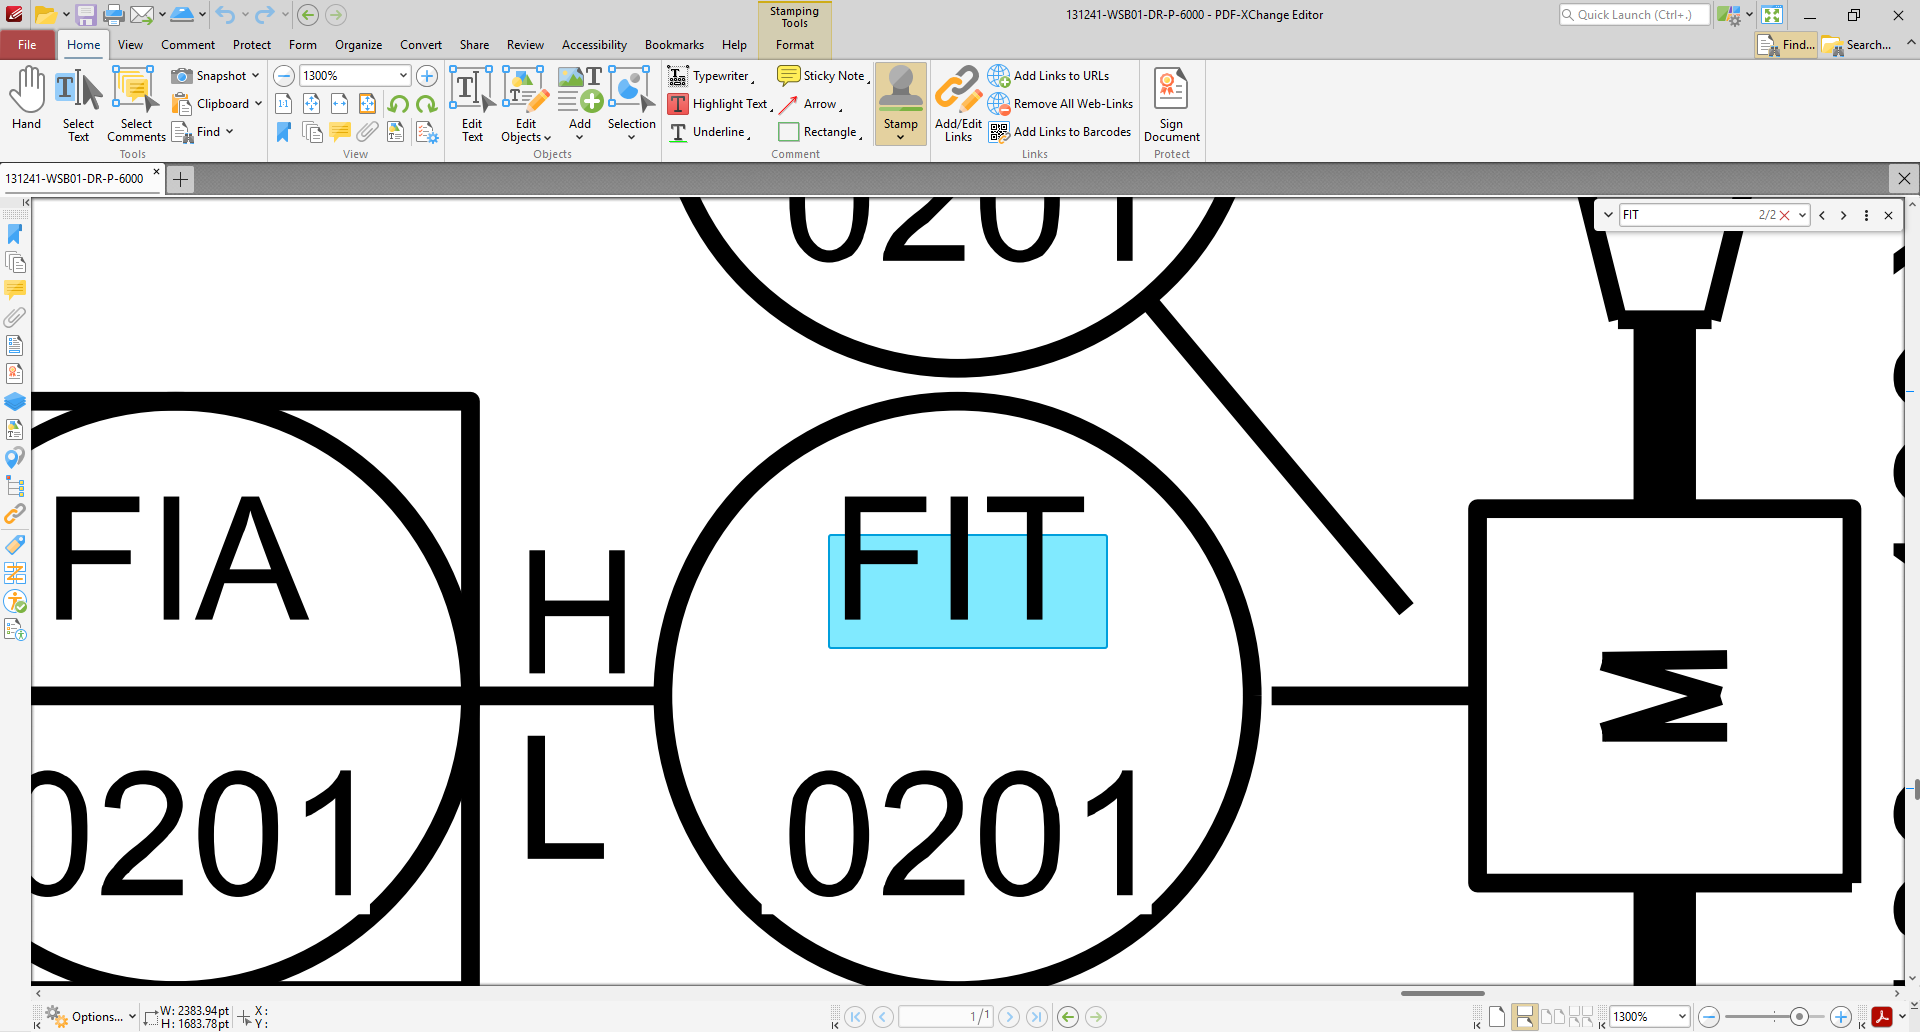 Stamping Tools
131241-WSB01-DR-P-6000 - PDF-XChange Editor
Quick Launch (Ctrl+.)
File Home View Comment Protect Form Organize Convert Share Review Accessibility Bookmarks Help Format
Find... Search...
Hand
Select Text
Select Comments
Snapshot
Clipboard
Find
Tools
1300%
1:1
View
Edit Text
Edit Objects
Add
Selection
Objects
Typewriter
Highlight Text
Underline
Sticky Note
Arrow
Rectangle
Stamp
Comment
Add/Edit Links
Add Links to URLs
Remove All Web-Links
Add Links to Barcodes
Links
Sign Document
Protect
131241-WSB01-DR-P-6000
FIT 2/2
0201
FIA
H
FIT
M
L
0201
0201
Options...
W: 2383.94pt
H: 1683.78pt
X:
Y:
1/1
1300%